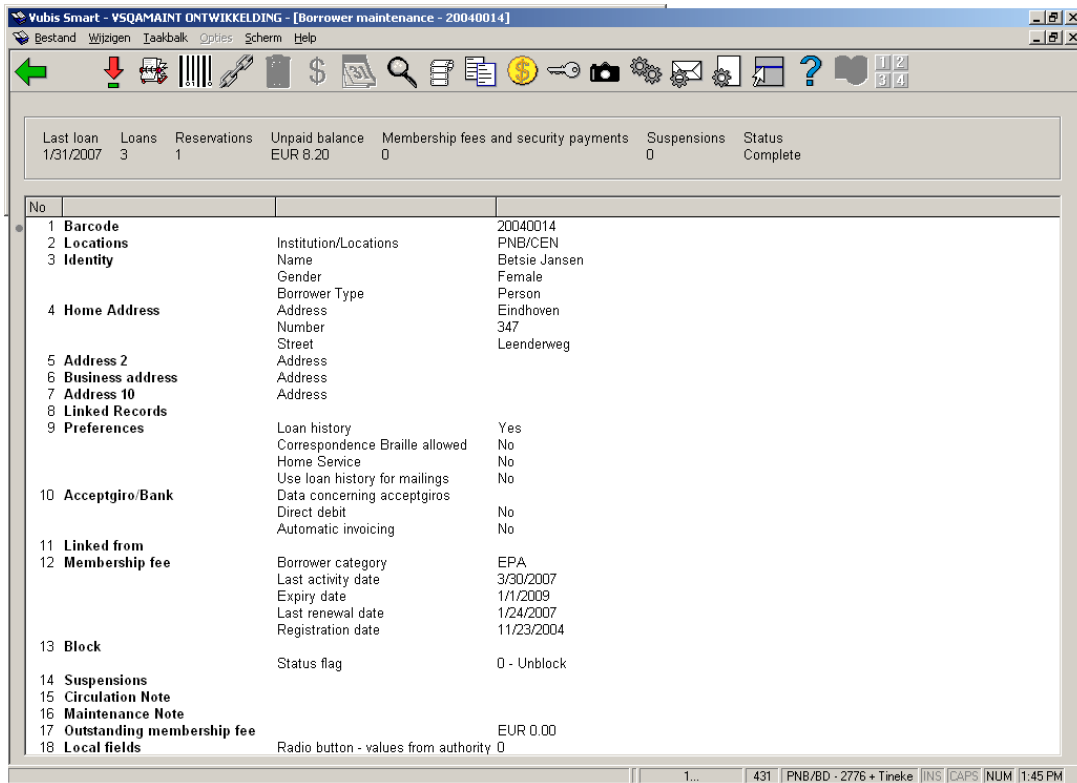 Vubis Smart - VSQAMAINT ONTWIKKELDING - [Borrower maintenance - 20040014]
Bestand Wijzigen Taakbalk Opties Scherm Help
Last loan Loans Reservations Unpaid balance Membership fees and security payments Suspensions Status
1/31/2007 3 1 EUR 8.20 0 0 Complete
No
1 Barcode 20040014
2 Locations Institution/Locations PNB/CEN
3 Identity Name Betsie Jansen
Gender Female
Borrower Type Person
4 Home Address Address Eindhoven
Number 347
Street Leenderweg
5 Address 2 Address
6 Business address Address
7 Address 10 Address
8 Linked Records
9 Preferences Loan history Yes
Correspondence Braille allowed No
Home Service No
Use loan history for mailings No
10 Acceptgiro/Bank Data concerning acceptgiros
Direct debit No
Automatic invoicing No
11 Linked from
12 Membership fee Borrower category EPA
Last activity date 3/30/2007
Expiry date 1/1/2009
Last renewal date 1/24/2007
Registration date 11/23/2004
13 Block
Status flag 0 - Unblock
14 Suspensions
15 Circulation Note
16 Maintenance Note
17 Outstanding membership fee EUR 0.00
18 Local fields Radio button - values from authority 0
1... 431 PNB/BD - 2776 + Tineke INS CAPS NUM 1:45 PM